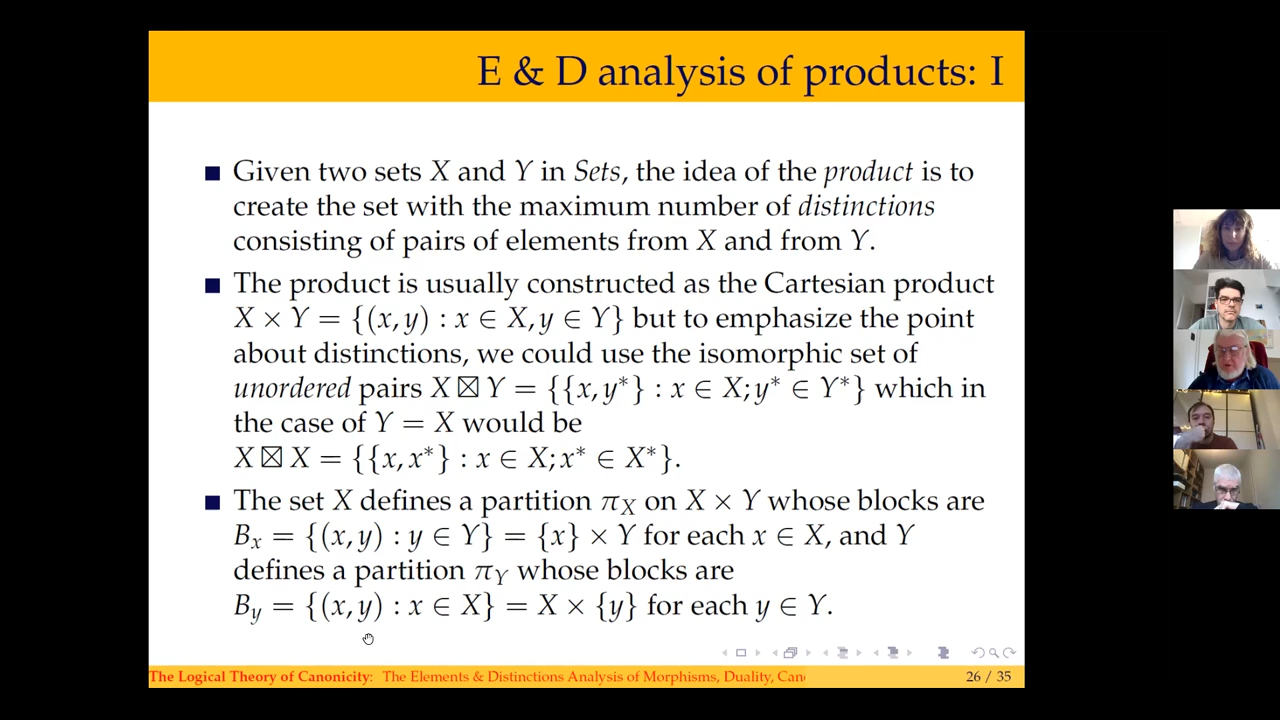 E & D analysis of products: I
Given two sets X and Y in Sets, the idea of the product is to
create the set with the maximum number of distinctions
consisting of pairs of elements from X and from Y.
The product is usually constructed as the Cartesian product
X × Y = {(x, y) : x ∈ X, y ∈ Y} but to emphasize the point
about distinctions, we could use the isomorphic set of
unordered pairs X ⊠ Y = {{x, y*} : x ∈ X; y* ∈ Y*} which in
the case of Y = X would be
X ⊠ X = {{x, x*} : x ∈ X; x* ∈ X*}.
The set X defines a partition π_X on X × Y whose blocks are
B_x = {(x, y) : y ∈ Y} = {x} × Y for each x ∈ X, and Y
defines a partition π_Y whose blocks are
B_y = {(x, y) : x ∈ X} = X × {y} for each y ∈ Y.
The Logical Theory of Canonicity: The Elements & Distinctions Analysis of Morphisms, Duality, Can
26 / 35